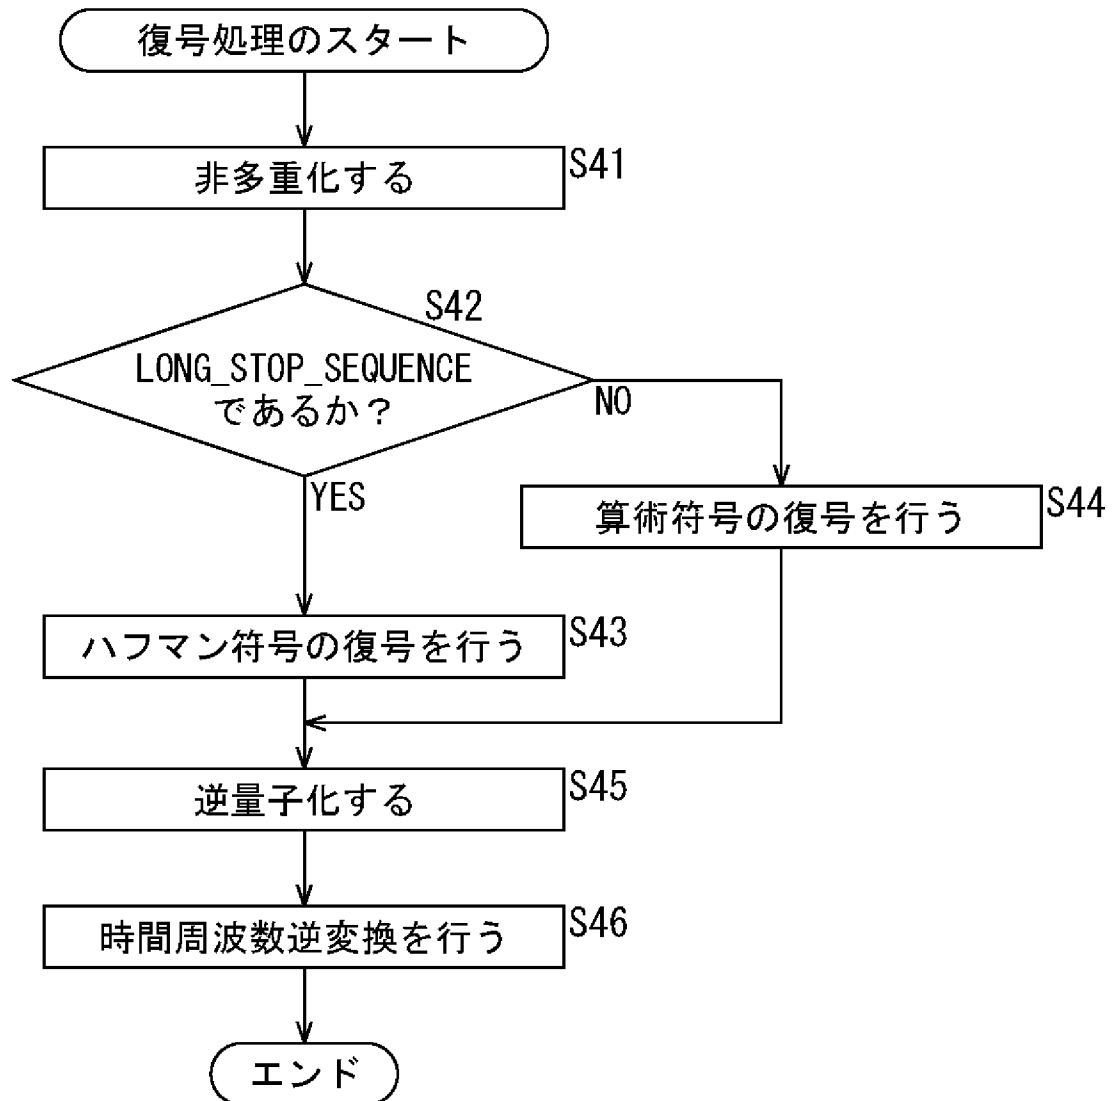 復号処理のスタート
非多重化する
S41
S42
LONG_STOP_SEQUENCE
であるか？
NO
YES
算術符号の復号を行う
S44
ハフマン符号の復号を行う
S43
逆量子化する
S45
時間周波数逆変換を行う
S46
エンド